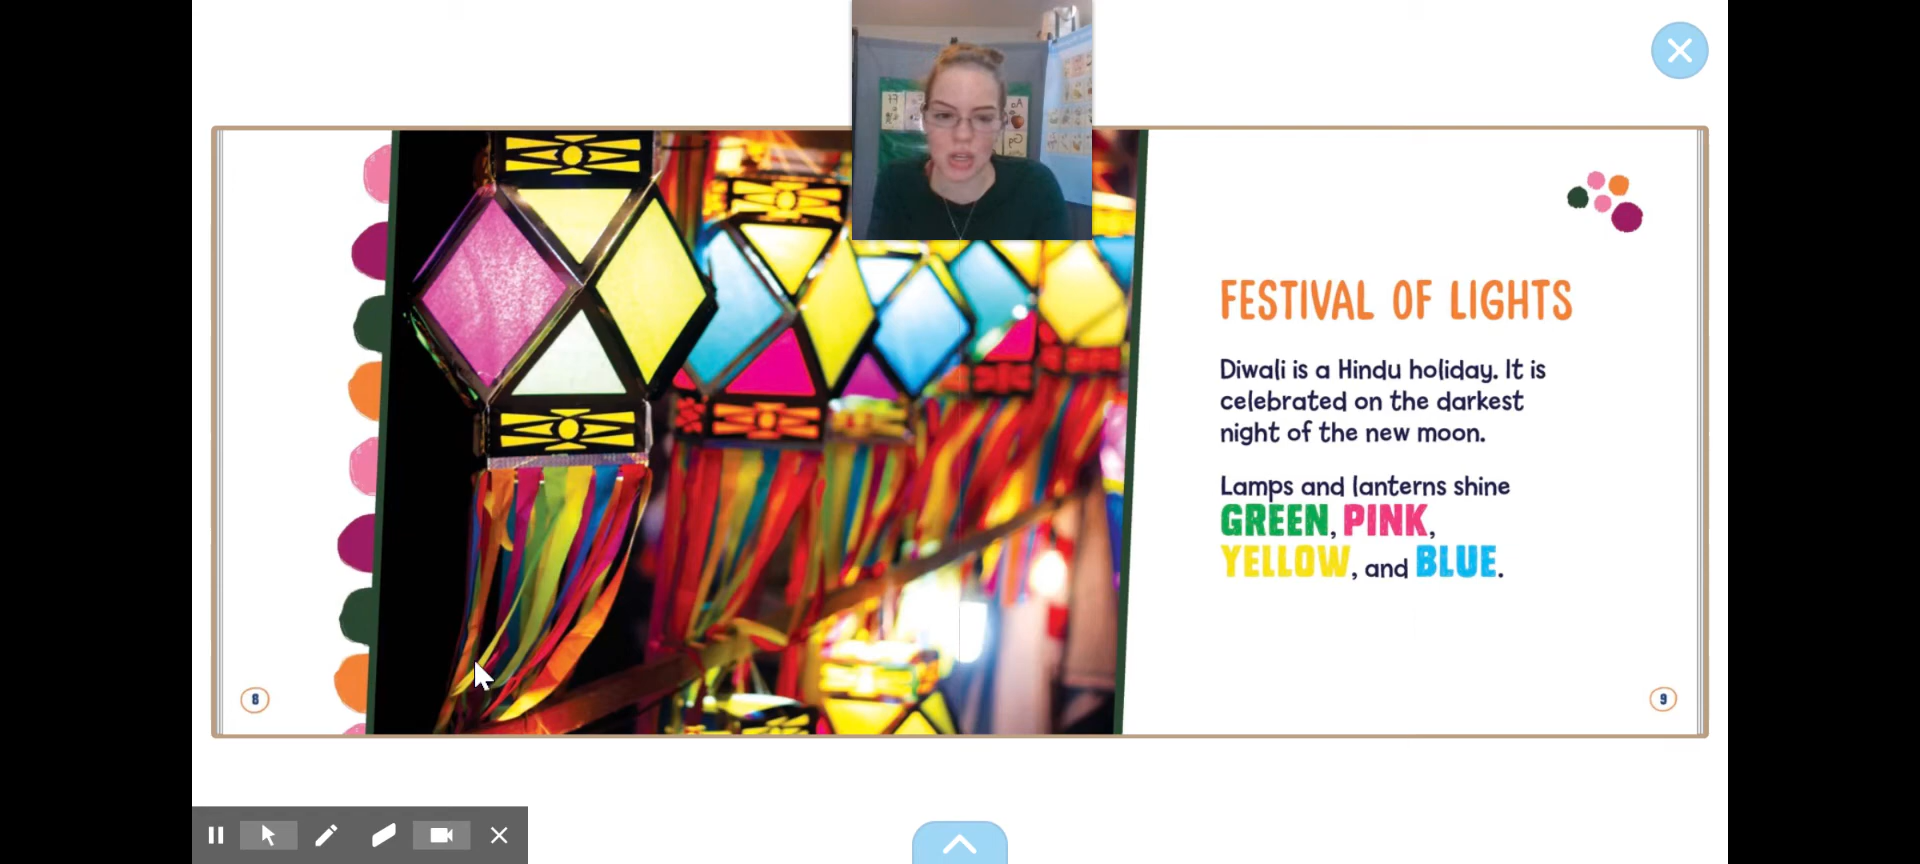 FESTIVAL OF LIGHTS
Diwali is a Hindu holiday. It is
celebrated on the darkest
night of the new moon.
Lamps and lanterns shine
GREEN, PINK,
YELLOW, and BLUE.
8
9